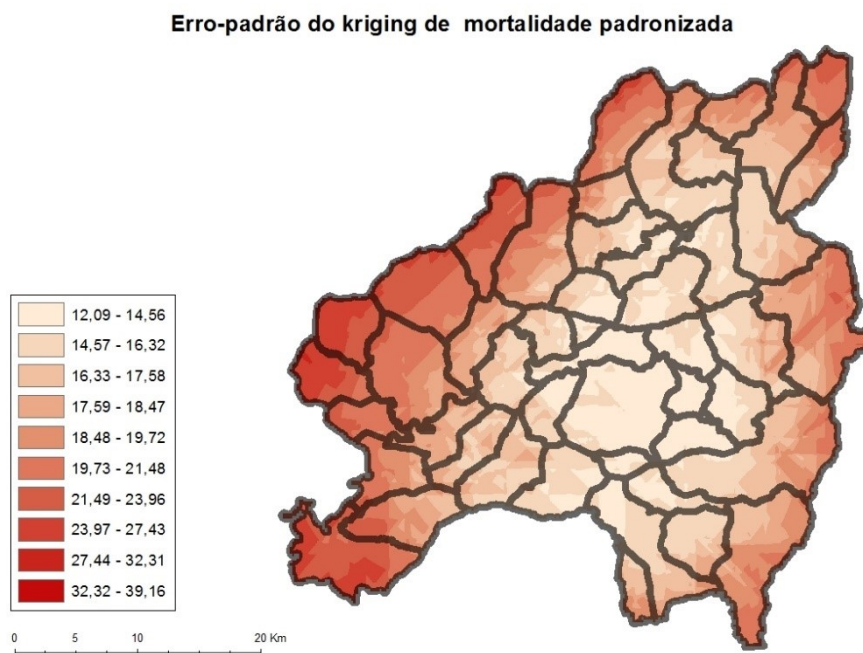 Erro-padrão do kriging de mortalidade padronizada
12,09 - 14,56
14,57 - 16,32
16,33 - 17,58
17,59 - 18,47
18,48 - 19,72
19,73 - 21,48
21,49 - 23,96
23,97 - 27,43
27,44 - 32,31
32,32 - 39,16
0 5 10 20 Km